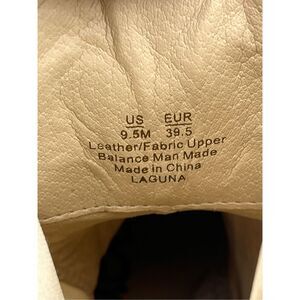 US EUR
9.5M 39.5
Leather/Fabric Upper
Balance Man Made
Made in China
LAGUNA